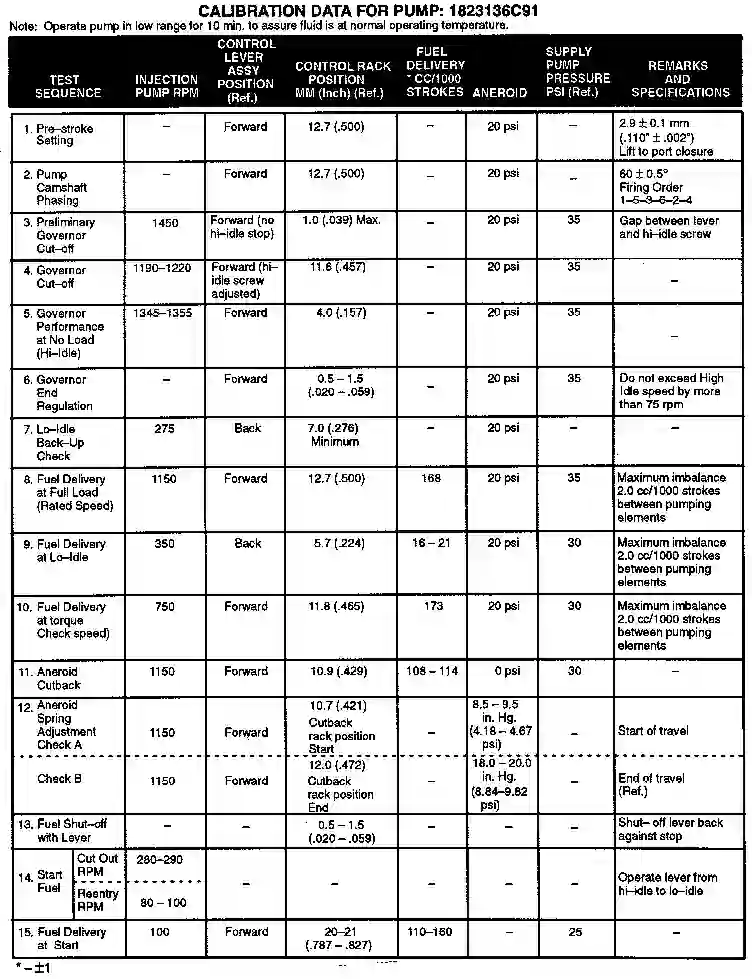 CALIBRATION DATA FOR PUMP: 1823136C91
Note: Operate pump in low range for 10 min. to assure fluid is at normal operating temperature.
TEST SEQUENCE | INJECTION PUMP RPM | CONTROL LEVER ASSY POSITION (Ref.) | CONTROL RACK POSITION MM (Inch) (Ref.) | FUEL DELIVERY * CC/1000 STROKES | ANEROID | SUPPLY PUMP PRESSURE PSI (Ref.) | REMARKS AND SPECIFICATIONS
1. Pre–stroke Setting | – | Forward | 12.7 (.500) | – | 20 psi | – | 2.9 ± 0.1 mm (.110" ± .002") Lift to port closure
2. Pump Camshaft Phasing | – | Forward | 12.7 (.500) | – | 20 psi | – | 60 ± 0.5° Firing Order 1–5–3–6–2–4
3. Preliminary Governor Cut–off | 1450 | Forward (no hi–idle stop) | 1.0 (.039) Max. | – | 20 psi | 35 | Gap between lever and hi–idle screw
4. Governor Cut–off | 1190–1220 | Forward (hi–idle screw adjusted) | 11.6 (.457) | – | 20 psi | 35 | –
5. Governor Performance at No Load (Hi–Idle) | 1345–1355 | Forward | 4.0 (.157) | – | 20 psi | 35 | –
6. Governor End Regulation | – | Forward | 0.5 – 1.5 (.020 – .059) | – | 20 psi | 35 | Do not exceed High Idle speed by more than 75 rpm
7. Lo–Idle Back–Up Check | 275 | Back | 7.0 (.276) Minimum | – | 20 psi | – | –
8. Fuel Delivery at Full Load (Rated Speed) | 1150 | Forward | 12.7 (.500) | 168 | 20 psi | 35 | Maximum imbalance 2.0 cc/1000 strokes between pumping elements
9. Fuel Delivery at Lo–Idle | 350 | Back | 5.7 (.224) | 16 – 21 | 20 psi | 30 | Maximum imbalance 2.0 cc/1000 strokes between pumping elements
10. Fuel Delivery at torque Check speed) | 750 | Forward | 11.8 (.465) | 173 | 20 psi | 30 | Maximum imbalance 2.0 cc/1000 strokes between pumping elements
11. Aneroid Cutback | 1150 | Forward | 10.9 (.429) | 108 – 114 | 0 psi | 30 | –
12. Aneroid Spring Adjustment Check A | 1150 | Forward | 10.7 (.421) Cutback rack position Start | – | 8.5 – 9.5 in. Hg. (4.18 – 4.67 psi) | – | Start of travel
Check B | 1150 | Forward | 12.0 (.472) Cutback rack position End | – | 18.0 – 20.0 in. Hg. (8.84–9.82 psi) | – | End of travel (Ref.)
13. Fuel Shut–off with Lever | – | – | 0.5 – 1.5 (.020 – .059) | – | – | – | Shut– off lever back against stop
14. Start Fuel | Cut Out RPM | 280–290 | – | – | – | – | – | Operate lever from hi–idle to lo–idle
Reentry RPM | 80 – 100
15. Fuel Delivery at Start | 100 | Forward | 20–21 (.787 – .827) | 110–160 | – | 25 | –
* – ±1